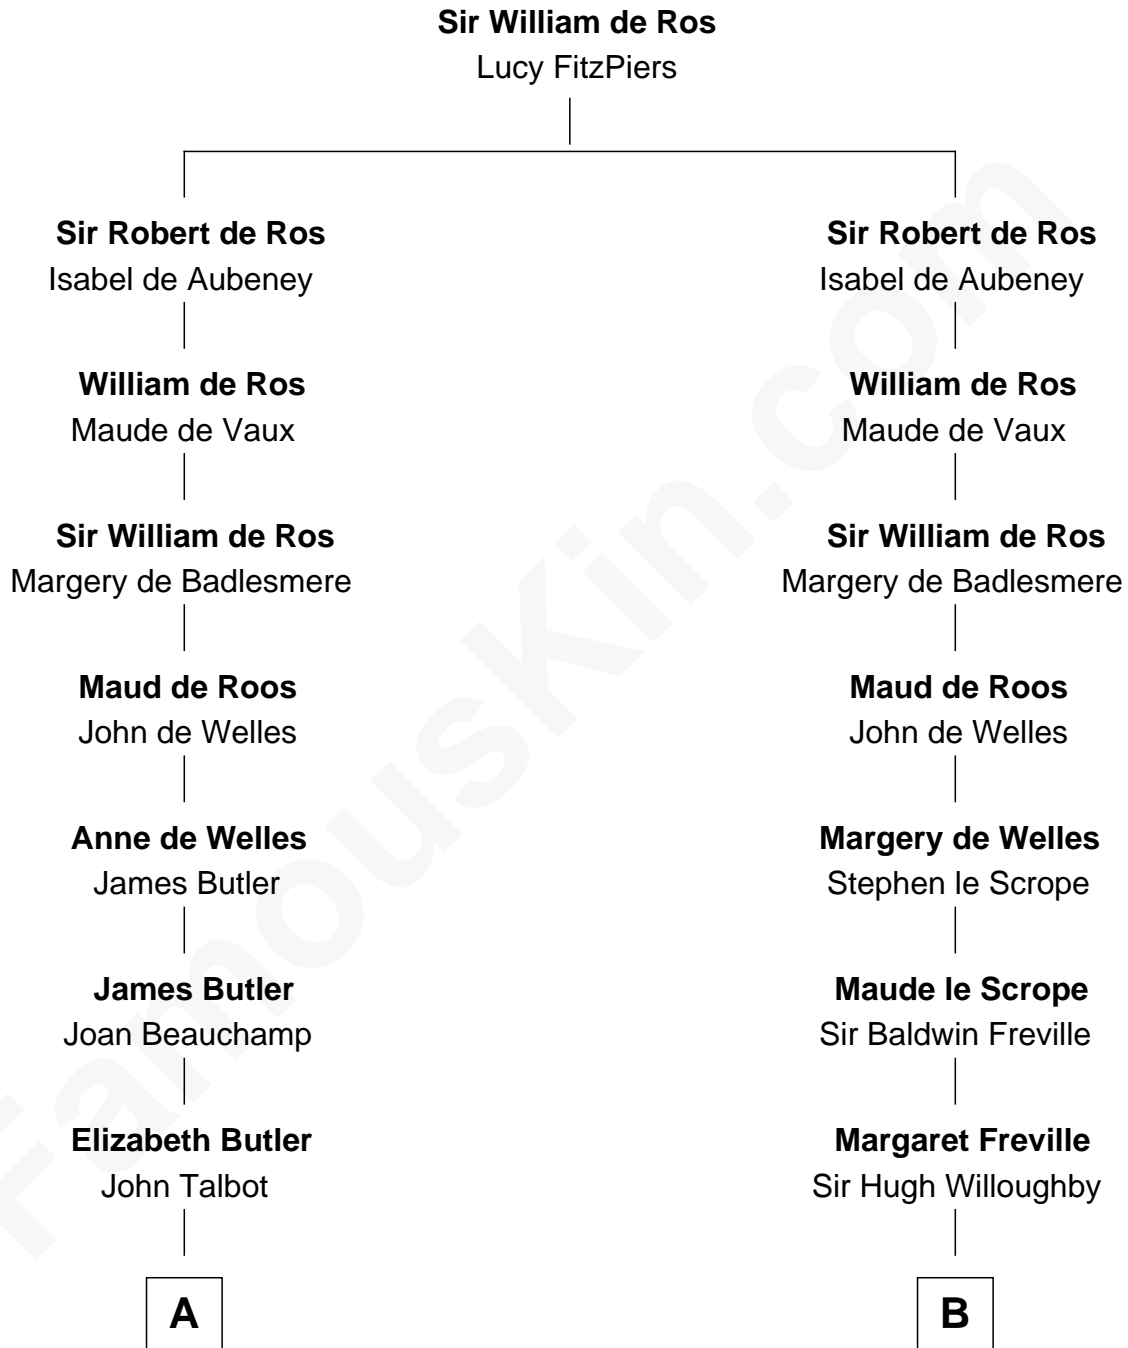 Sir William de Ros
Lucy FitzPiers
Sir Robert de Ros
Isabel de Aubeney
William de Ros
Maude de Vaux
Sir William de Ros
Margery de Badlesmere
Maud de Roos
John de Welles
Anne de Welles
James Butler
James Butler
Joan Beauchamp
Elizabeth Butler
John Talbot
A
Sir Robert de Ros
Isabel de Aubeney
William de Ros
Maude de Vaux
Sir William de Ros
Margery de Badlesmere
Maud de Roos
John de Welles
Margery de Welles
Stephen le Scrope
Maude le Scrope
Sir Baldwin Freville
Margaret Freville
Sir Hugh Willoughby
B
FamousKin.com